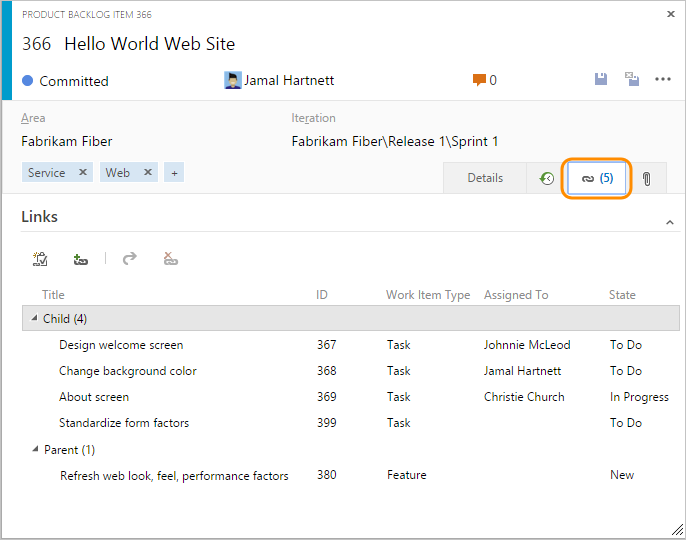 PRODUCT BACKLOG ITEM 366
366 Hello World Web Site
Committed Jamal Hartnett 0
Area Iteration
Fabrikam Fiber Fabrikam Fiber\Release 1\Sprint 1
Service Web +
Details (5)
Links
Title ID Work Item Type Assigned To State
Child (4)
Design welcome screen 367 Task Johnnie McLeod To Do
Change background color 368 Task Jamal Hartnett To Do
About screen 369 Task Christie Church In Progress
Standardize form factors 399 Task To Do
Parent (1)
Refresh web look, feel, performance factors 380 Feature New